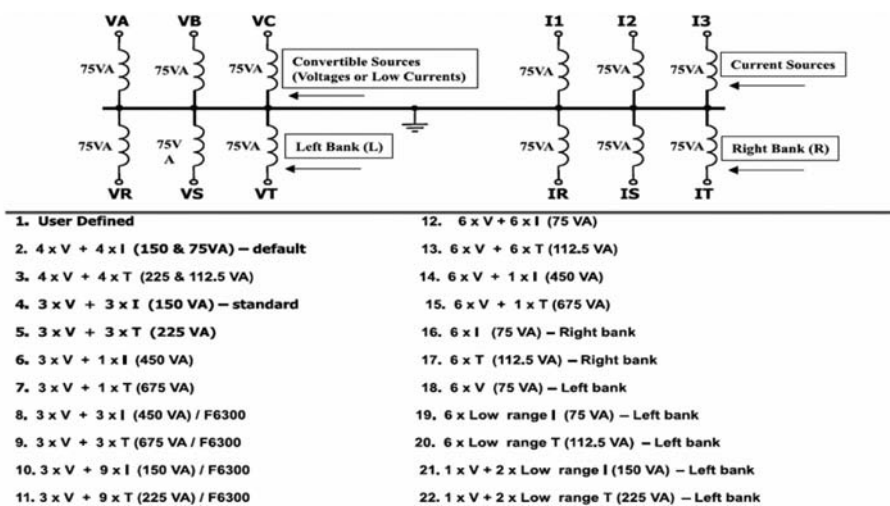 VA VB VC I1 I2 I3
75VA 75VA 75VA Convertible Sources (Voltages or Low Currents) 75VA 75VA 75VA Current Sources
75VA 75V A 75VA Left Bank (L) 75VA 75VA 75VA Right Bank (R)
VR VS VT IR IS IT
1. User Defined
2. 4 x V + 4 x I (150 & 75VA) – default
3. 4 x V + 4 x T (225 & 112.5 VA)
4. 3 x V + 3 x I (150 VA) – standard
5. 3 x V + 3 x T (225 VA)
6. 3 x V + 1 x I (450 VA)
7. 3 x V + 1 x T (675 VA)
8. 3 x V + 3 x I (450 VA) / F6300
9. 3 x V + 3 x T (675 VA / F6300
10. 3 x V + 9 x I (150 VA) / F6300
11. 3 x V + 9 x T (225 VA) / F6300
12. 6 x V + 6 x I (75 VA)
13. 6 x V + 6 x T (112.5 VA)
14. 6 x V + 1 x I (450 VA)
15. 6 x V + 1 x T (675 VA)
16. 6 x I (75 VA) – Right bank
17. 6 x T (112.5 VA) – Right bank
18. 6 x V (75 VA) – Left bank
19. 6 x Low range I (75 VA) – Left bank
20. 6 x Low range T (112.5 VA) – Left bank
21. 1 x V + 2 x Low range I (150 VA) – Left bank
22. 1 x V + 2 x Low range T (225 VA) – Left bank